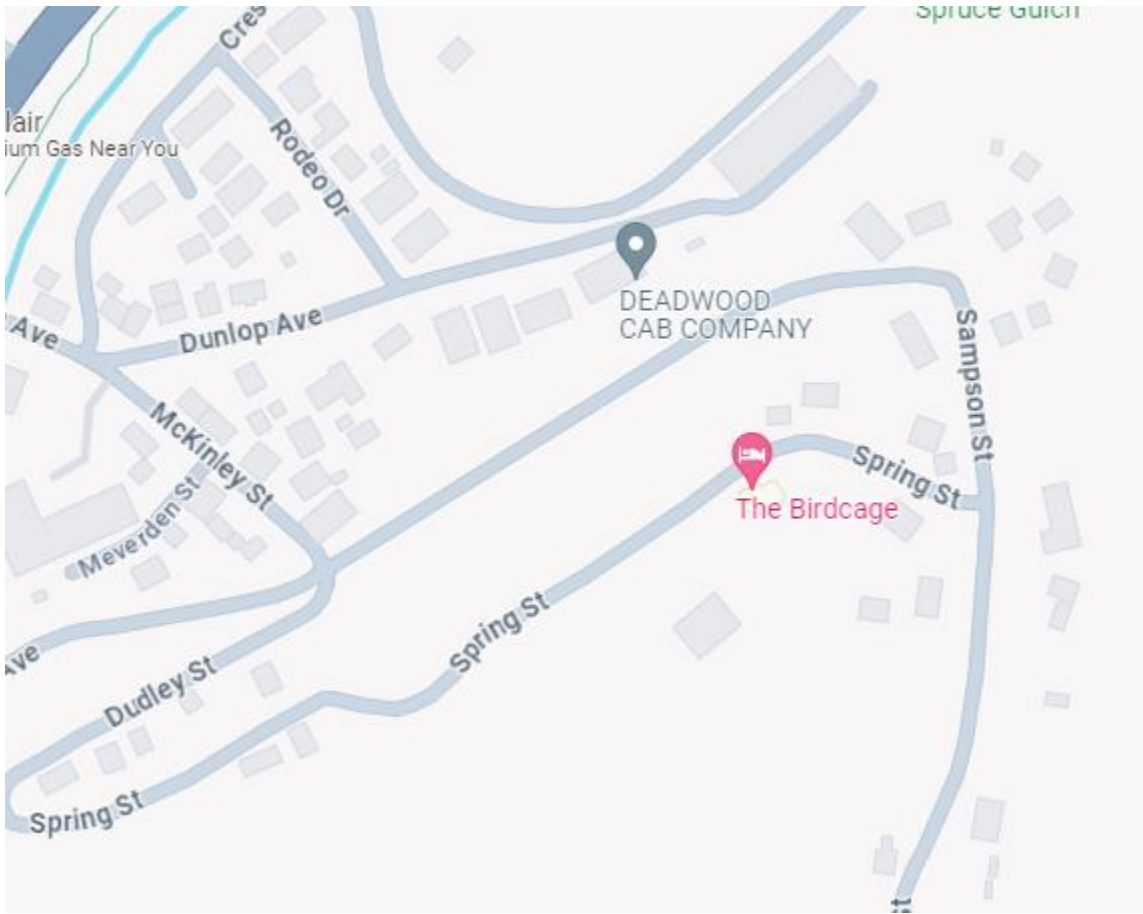 Spruce Gulch
Cres
lair
ium Gas Near You
Rodeo Dr
DEADWOOD
CAB COMPANY
Ave
Dunlop Ave
Sampson St
McKinley St
Spring St
The Birdcage
Meverden St
Spring St
Ave
Dudley St
Spring St
St